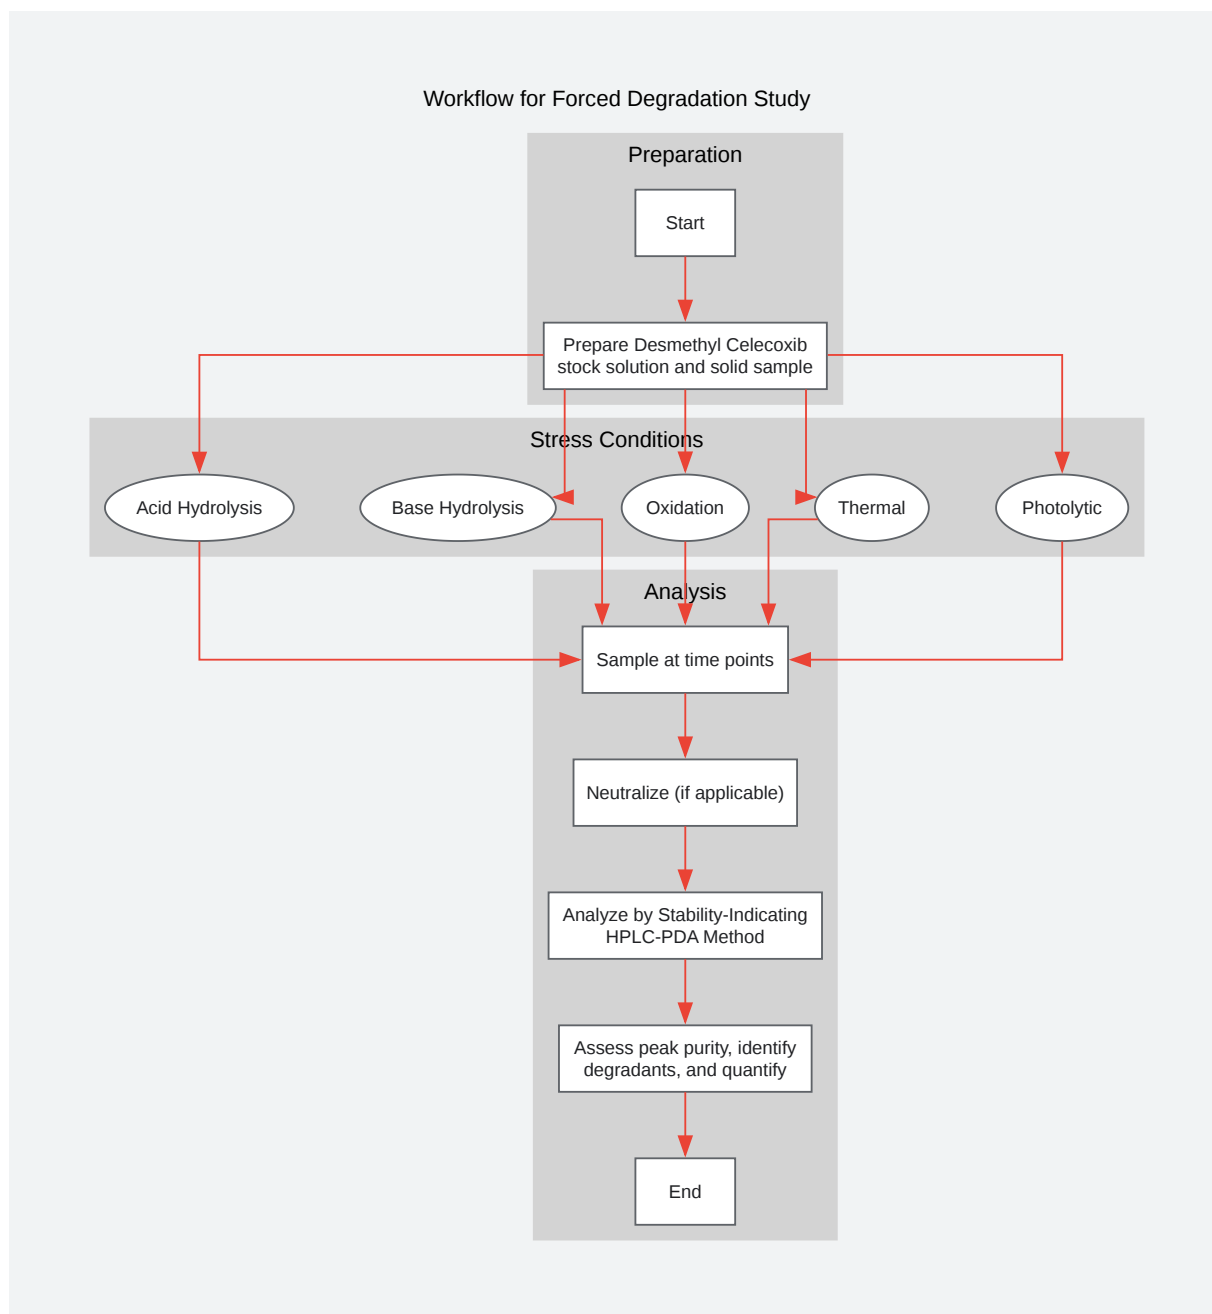 Workflow for Forced Degradation Study
Preparation
Start
Prepare Desmethyl Celecoxib
stock solution and solid sample
Stress Conditions
Acid Hydrolysis
Base Hydrolysis
Oxidation
Thermal
Photolytic
Analysis
Sample at time points
Neutralize (if applicable)
Analyze by Stability-Indicating
HPLC-PDA Method
Assess peak purity, identify
degradants, and quantify
End